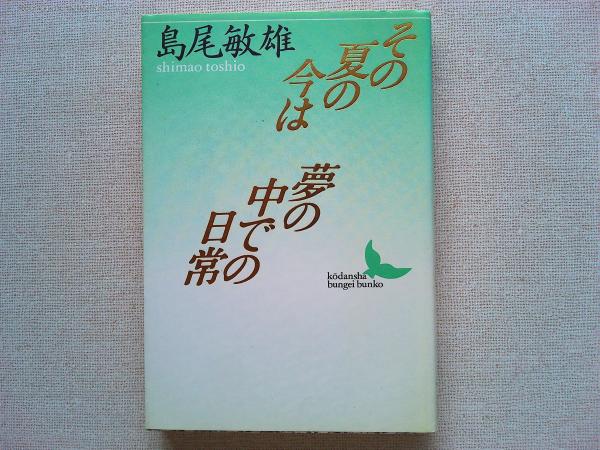 島尾敏雄
shimao toshio
その
夏の
今は
夢の
中での
日常
kōdansha
bungei bunko